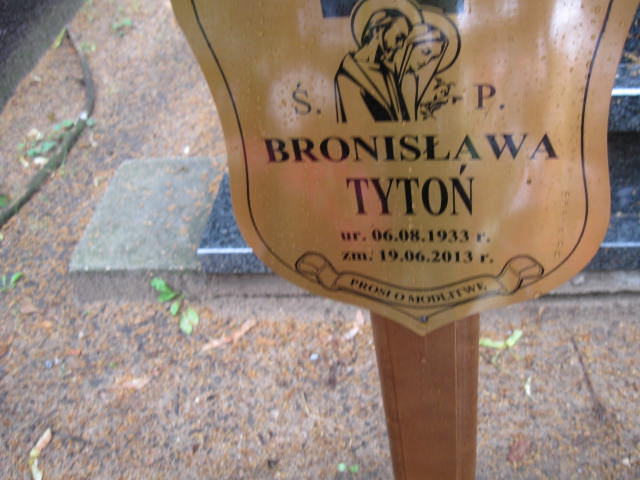 Ś. P.
BRONISŁAWA
TYTOŃ
ur. 06.08.1933 r.
zm. 19.06.2013 r.
PROSI O MODLITWĘ